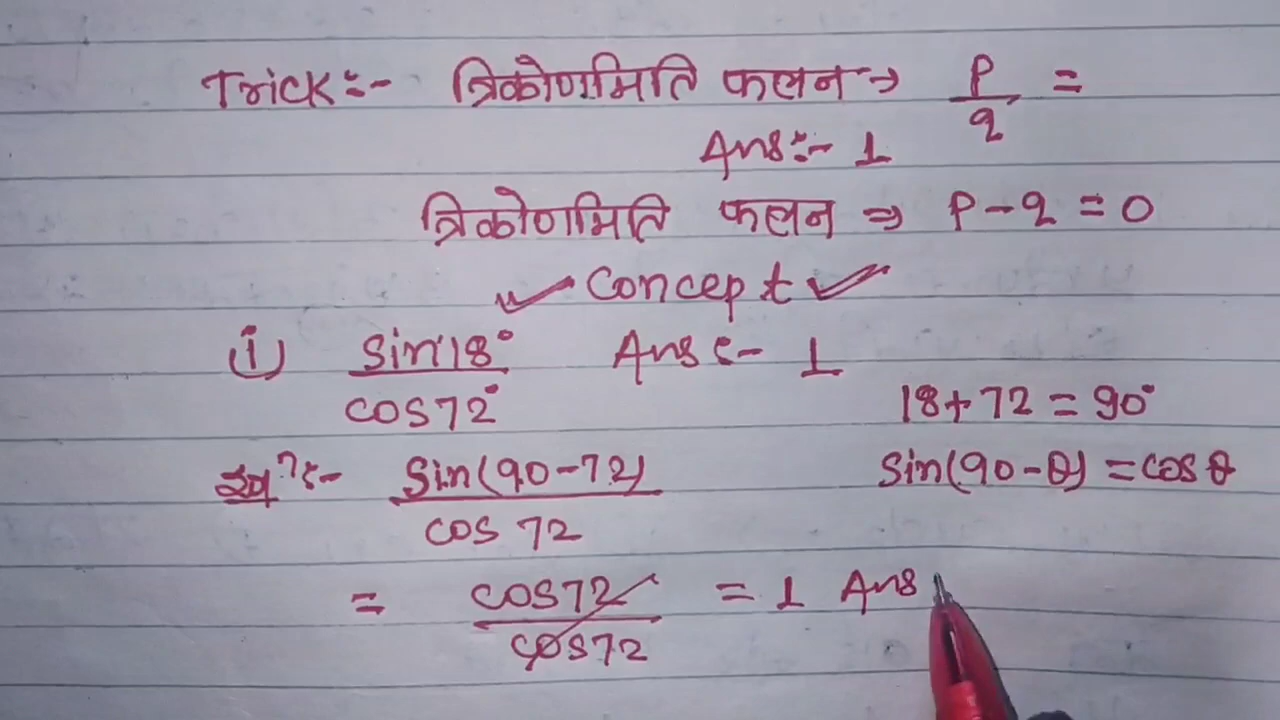 Trick:- त्रिकोणमिति फलन → P/q =
Ans:- 1
त्रिकोणमिति फलन ⇒ P - q = 0
✓ Concept ✓
(i) sin18°/cos72° Ans:- 1
18+72 = 90°
हल:- sin(90-72)/cos 72 sin(90-θ) = cos θ
= cos72/cos72 = 1 Ans